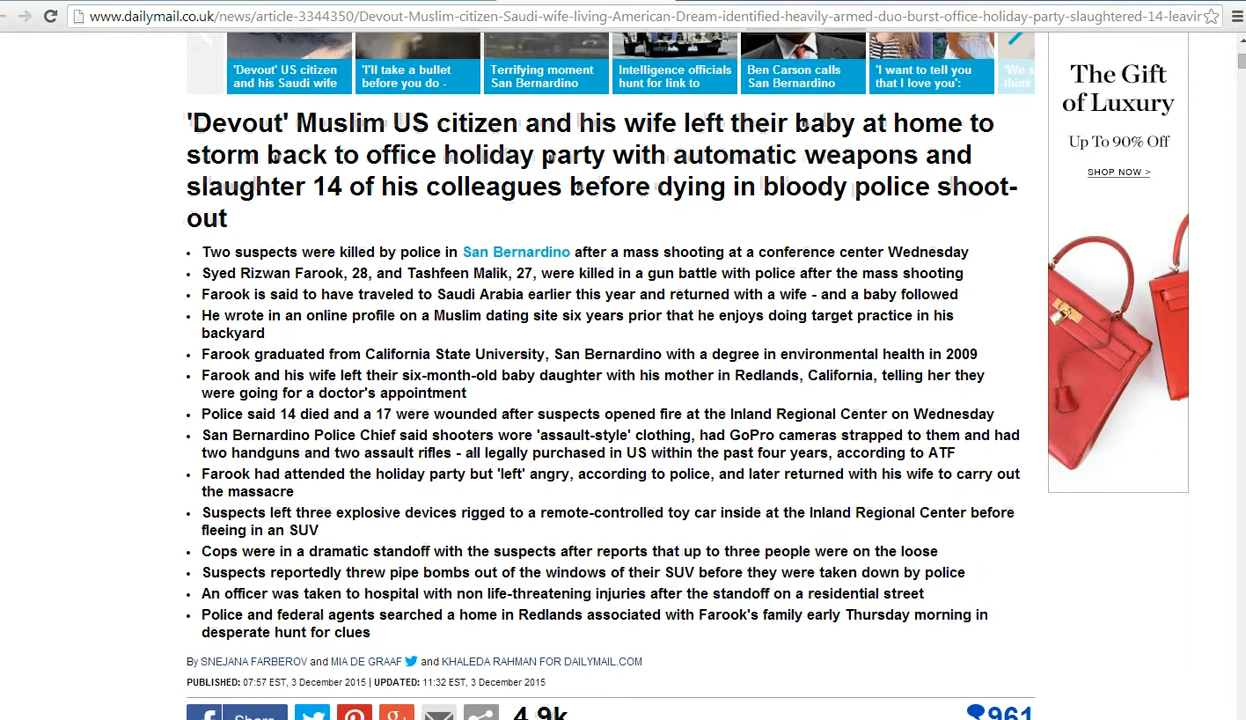 www.dailymail.co.uk/news/article-3344350/Devout-Muslim-citizen-Saudi-wife-living-American-Dream-identified-heavily-armed-duo-burst-office-holiday-party-slaughtered-14-leavir
'Devout' US citizen
and his Saudi wife
'I'll take a bullet
before you do -
Terrifying moment
San Bernardino
Intelligence officials
hunt for link to
Ben Carson calls
San Bernardino
'I want to tell you
that I love you':
'We s
think
The Gift
of Luxury
Up To 90% Off
SHOP NOW >
'Devout' Muslim US citizen and his wife left their baby at home to
storm back to office holiday party with automatic weapons and
slaughter 14 of his colleagues before dying in bloody police shoot-
out
• Two suspects were killed by police in San Bernardino after a mass shooting at a conference center Wednesday
• Syed Rizwan Farook, 28, and Tashfeen Malik, 27, were killed in a gun battle with police after the mass shooting
• Farook is said to have traveled to Saudi Arabia earlier this year and returned with a wife - and a baby followed
• He wrote in an online profile on a Muslim dating site six years prior that he enjoys doing target practice in his
backyard
• Farook graduated from California State University, San Bernardino with a degree in environmental health in 2009
• Farook and his wife left their six-month-old baby daughter with his mother in Redlands, California, telling her they
were going for a doctor's appointment
• Police said 14 died and a 17 were wounded after suspects opened fire at the Inland Regional Center on Wednesday
• San Bernardino Police Chief said shooters wore 'assault-style' clothing, had GoPro cameras strapped to them and had
two handguns and two assault rifles - all legally purchased in US within the past four years, according to ATF
• Farook had attended the holiday party but 'left' angry, according to police, and later returned with his wife to carry out
the massacre
• Suspects left three explosive devices rigged to a remote-controlled toy car inside at the Inland Regional Center before
fleeing in an SUV
• Cops were in a dramatic standoff with the suspects after reports that up to three people were on the loose
• Suspects reportedly threw pipe bombs out of the windows of their SUV before they were taken down by police
• An officer was taken to hospital with non life-threatening injuries after the standoff on a residential street
• Police and federal agents searched a home in Redlands associated with Farook's family early Thursday morning in
desperate hunt for clues
By SNEJANA FARBEROV and MIA DE GRAAF and KHALEDA RAHMAN FOR DAILYMAIL.COM
PUBLISHED: 07:57 EST, 3 December 2015 | UPDATED: 11:32 EST, 3 December 2015
Share
4.9k
961